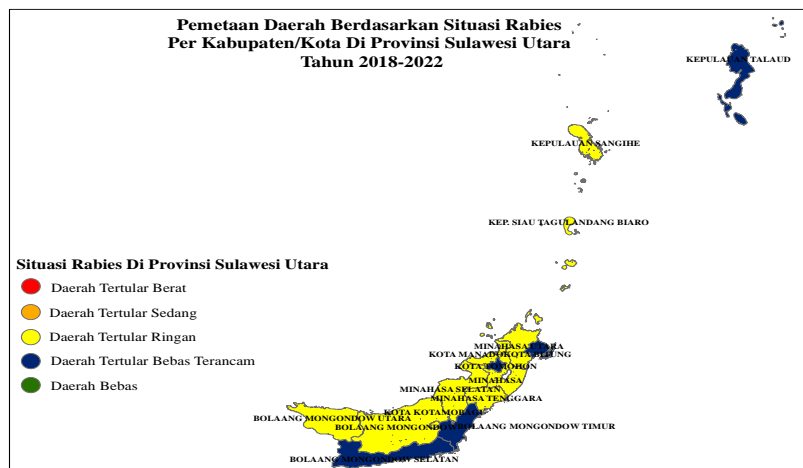 Pemetaan Daerah Berdasarkan Situasi Rabies
Per Kabupaten/Kota Di Provinsi Sulawesi Utara
Tahun 2018-2022
KEPULAUAN TALAUD
KEPULAUAN SANGIHE
KEP. SIAU TAGULANDANG BIARO
Situasi Rabies Di Provinsi Sulawesi Utara
Daerah Tertular Berat
Daerah Tertular Sedang
Daerah Tertular Ringan
Daerah Tertular Bebas Terancam
Daerah Bebas
MINAHASA UTARA
KOTA MANADO
KOTA BITUNG
KOTA TOMOHON
MINAHASA
MINAHASA SELATAN
MINAHASA TENGGARA
KOTA KOTAMOBAGU
BOLAANG MONGONDOW UTARA
BOLAANG MONGONDOW
BOLAANG MONGONDOW TIMUR
BOLAANG MONGONDOW SELATAN